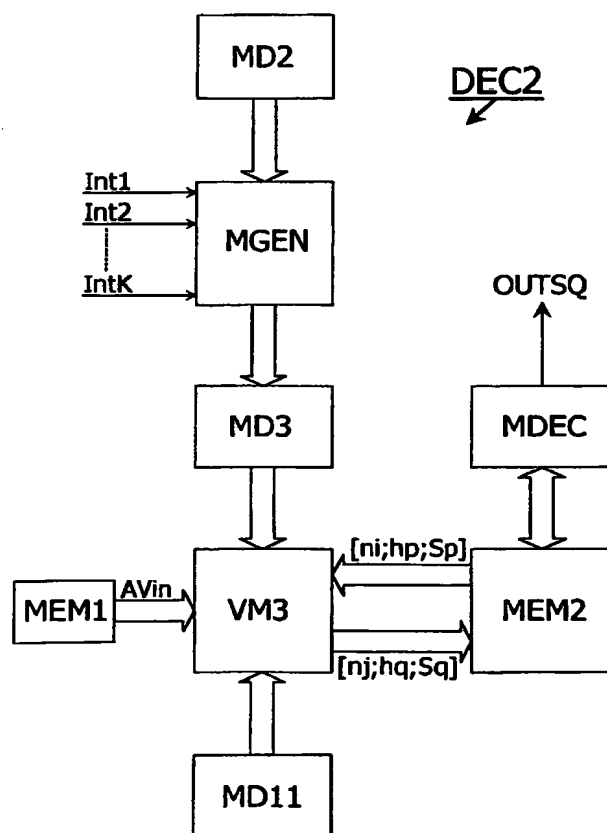 MD2
DEC2
Int1
Int2
IntK
MGEN
OUTSQ
MD3
MDEC
[ni;hp;Sp]
MEM1
AVin
VM3
MEM2
[nj;hq;Sq]
MD11